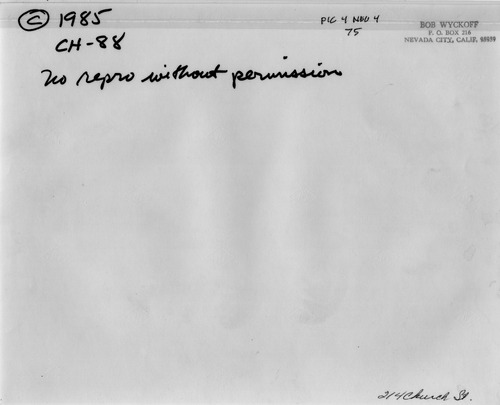 © 1985
CH-88
No repro without permission
PIC 4 NUU 4
75
BOB WYCKOFF
P. O. BOX 216
NEVADA CITY, CALIF. 95959
214 Church St.